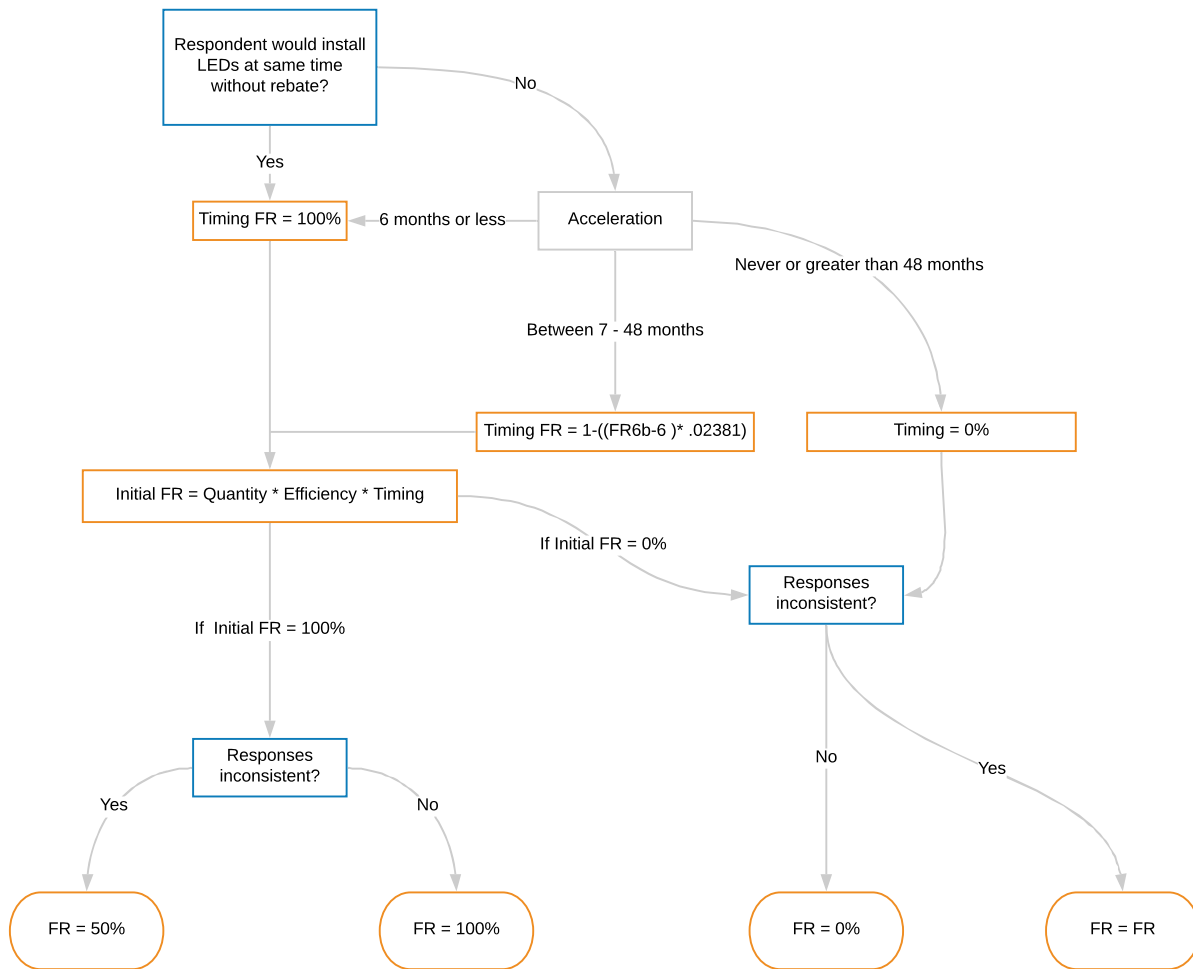 Respondent would install
LEDs at same time
without rebate?
No
Yes
Timing FR = 100%
6 months or less
Acceleration
Never or greater than 48 months
Between 7 - 48 months
Timing FR = 1-((FR6b-6 )* .02381)
Timing = 0%
Initial FR = Quantity * Efficiency * Timing
If Initial FR = 0%
Responses
inconsistent?
If  Initial FR = 100%
Responses
inconsistent?
No
Yes
Yes
No
FR = 50%
FR = 100%
FR = 0%
FR = FR